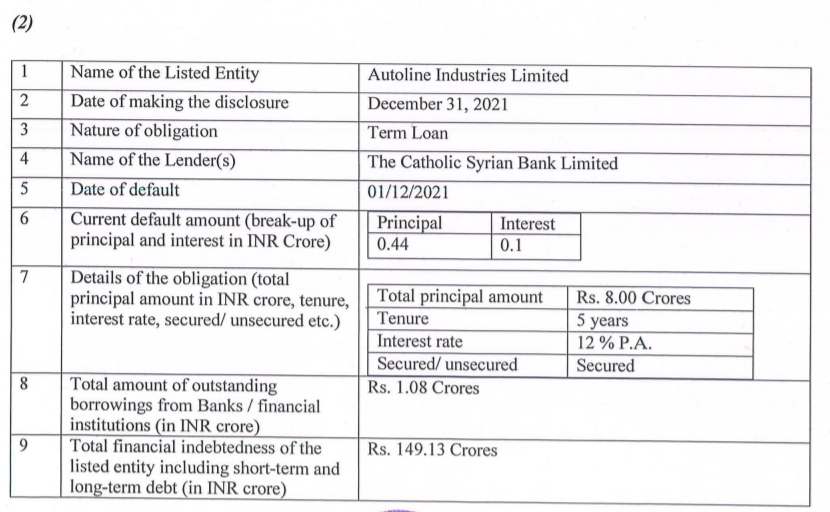 (2)
1 Name of the Listed Entity Autoline Industries Limited
2 Date of making the disclosure December 31, 2021
3 Nature of obligation Term Loan
4 Name of the Lender(s) The Catholic Syrian Bank Limited
5 Date of default 01/12/2021
6 Current default amount (break-up of Principal Interest
principal and interest in INR Crore) 0.44 0.1
7 Details of the obligation (total
principal amount in INR crore, tenure, Total principal amount Rs. 8.00 Crores
interest rate, secured/ unsecured etc.) Tenure 5 years
Interest rate 12 % P.A.
Secured/ unsecured Secured
8 Total amount of outstanding Rs. 1.08 Crores
borrowings from Banks / financial
institutions (in INR crore)
9 Total financial indebtedness of the Rs. 149.13 Crores
listed entity including short-term and
long-term debt (in INR crore)